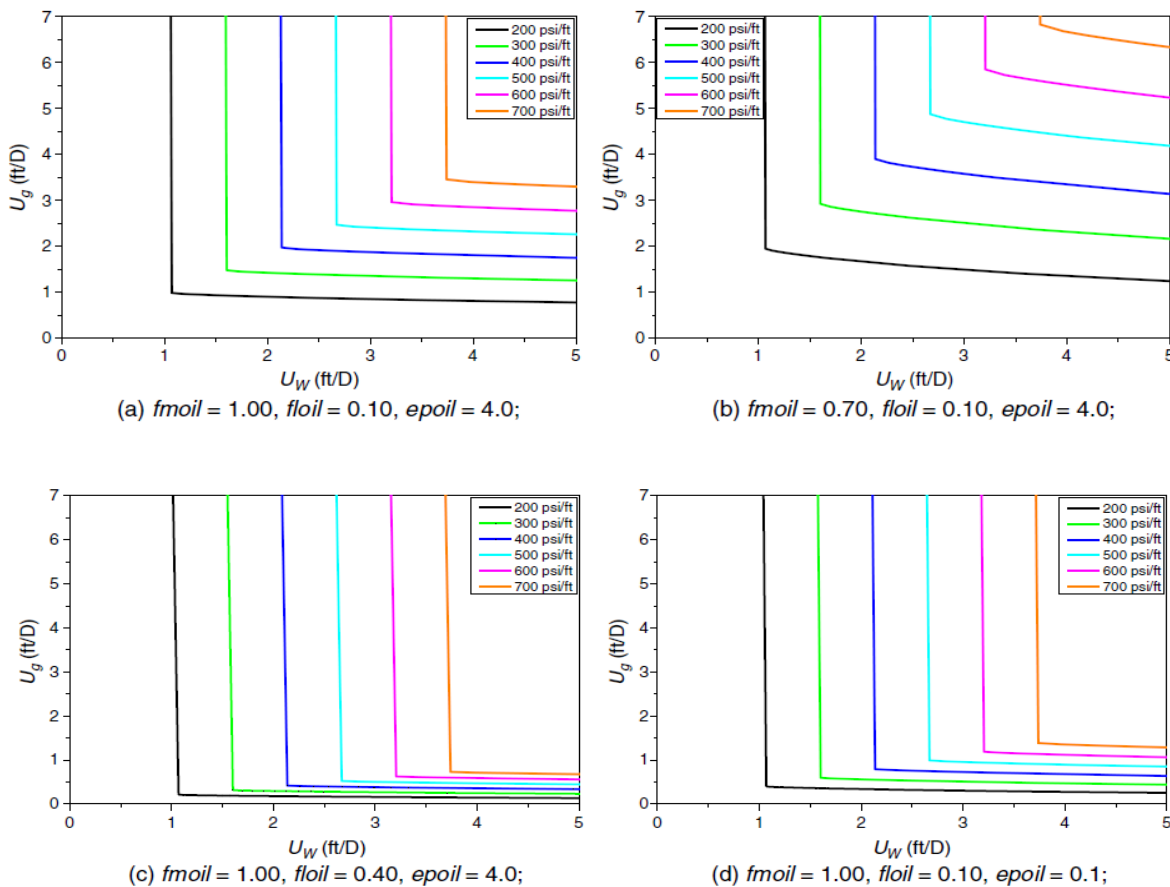 7
6
5
4
3
2
1
0
U_g (ft/D)
200 psi/ft
300 psi/ft
400 psi/ft
500 psi/ft
600 psi/ft
700 psi/ft
0 1 2 3 4 5
U_W (ft/D)
(a) fmoil = 1.00, floil = 0.10, epoil = 4.0;
7
6
5
4
3
2
1
0
U_g (ft/D)
200 psi/ft
300 psi/ft
400 psi/ft
500 psi/ft
600 psi/ft
700 psi/ft
0 1 2 3 4 5
U_W (ft/D)
(b) fmoil = 0.70, floil = 0.10, epoil = 4.0;
7
6
5
4
3
2
1
0
U_g (ft/D)
200 psi/ft
300 psi/ft
400 psi/ft
500 psi/ft
600 psi/ft
700 psi/ft
0 1 2 3 4 5
U_W (ft/D)
(c) fmoil = 1.00, floil = 0.40, epoil = 4.0;
7
6
5
4
3
2
1
0
U_g (ft/D)
200 psi/ft
300 psi/ft
400 psi/ft
500 psi/ft
600 psi/ft
700 psi/ft
0 1 2 3 4 5
U_W (ft/D)
(d) fmoil = 1.00, floil = 0.10, epoil = 0.1;